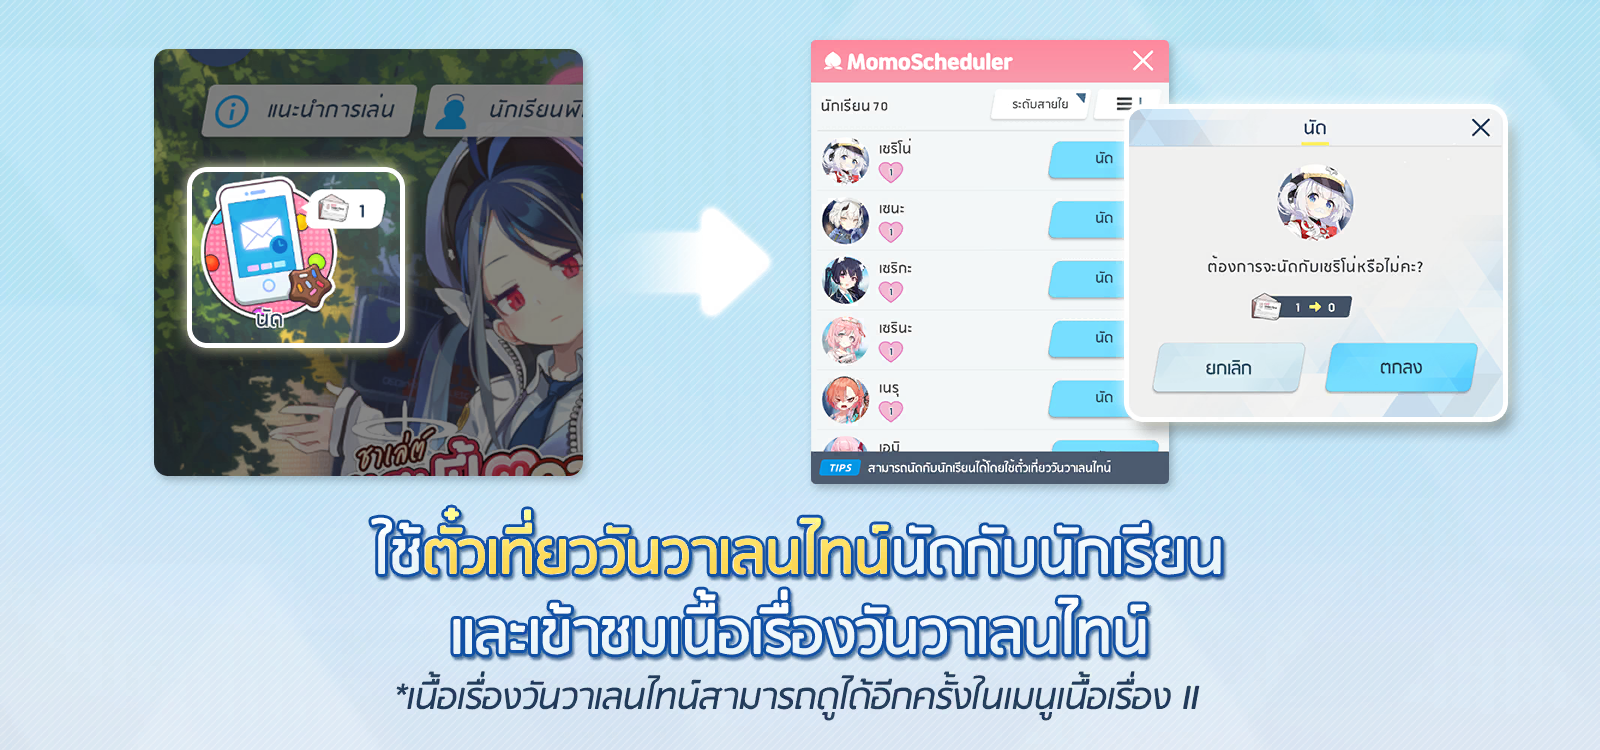 แนะนำการเล่น
นักเรียนพิ
1
นัด
ชาเล่ต์
MomoScheduler
นักเรียน 70
ระดับสายใย
เชริโน่
1
นัด
เซนะ
1
นัด
เซริกะ
1
นัด
เซรินะ
1
นัด
เนรุ
1
นัด
เอมิ
TIPS สามารถนัดกับนักเรียนได้โดยใช้ตั๋วเที่ยววันวาเลนไทน์
นัด
ต้องการจะนัดกับเชริโน่หรือไม่คะ?
1 → 0
ยกเลิก
ตกลง
ใช้ตั๋วเที่ยววันวาเลนไทน์นัดกับนักเรียน
และเข้าชมเนื้อเรื่องวันวาเลนไทน์
*เนื้อเรื่องวันวาเลนไทน์สามารถดูได้อีกครั้งในเมนูเนื้อเรื่อง II